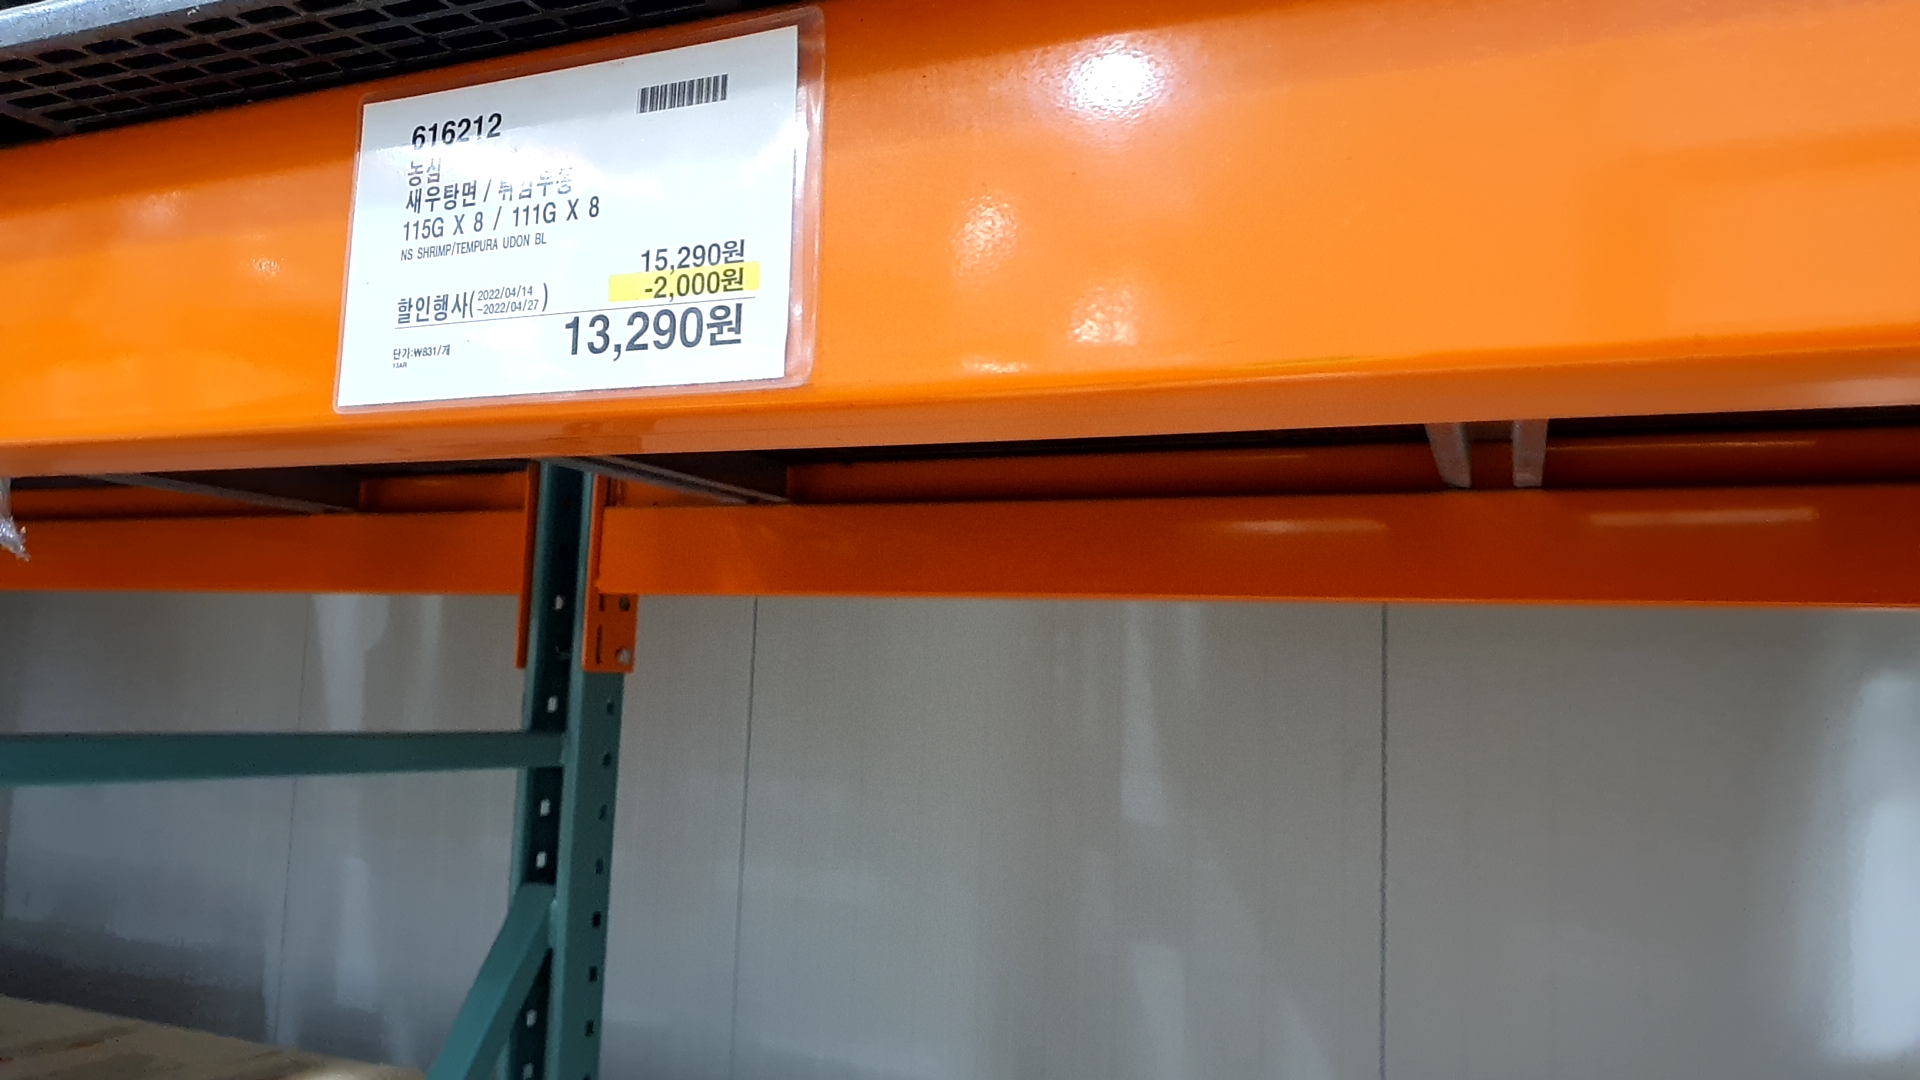 616212
농심
새우탕면 / 튀김우동
115G X 8 / 111G X 8
NS SHRIMP/TEMPURA UDON BL
15,290원
-2,000원
할인행사( 2022/04/14 ~2022/04/27 )
13,290원
단가:₩831/개
13AR